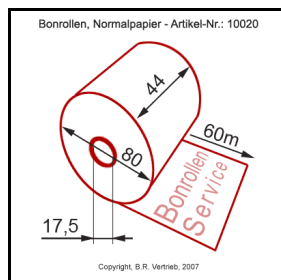 Bonrollen, Normalpapier - Artikel-Nr.: 10020
44
60m
80
Bonrollen
Service
17,5
Copyright, B.R. Vertrieb, 2007